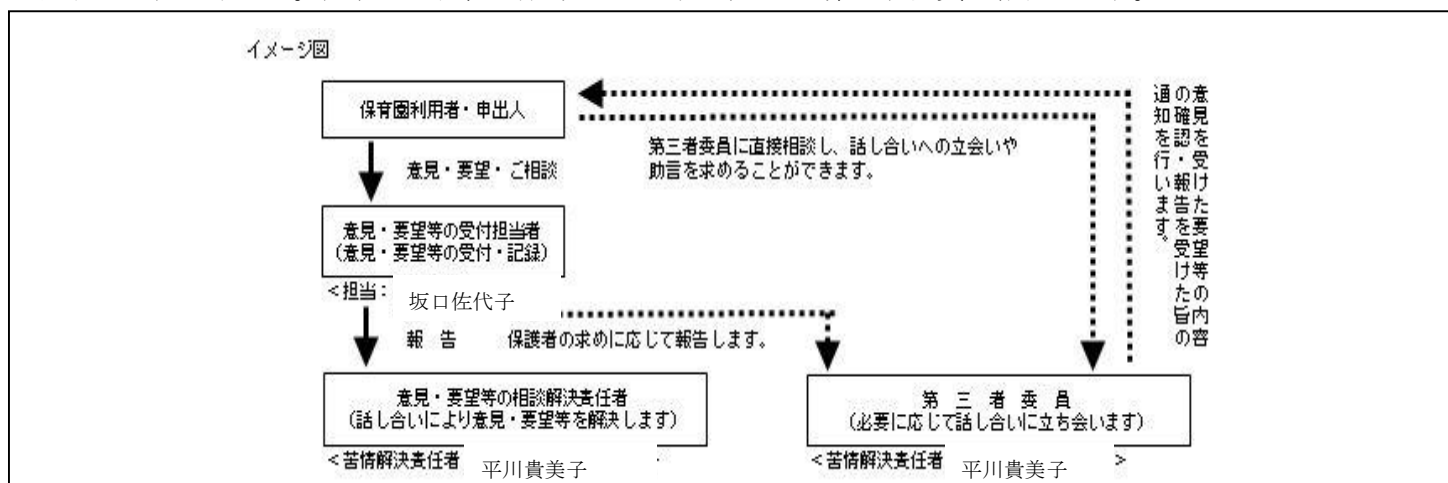 イメージ図
保育園利用者・申出人
意見・要望・ご相談
第三者委員に直接相談し、話し合いへの立会いや
助言を求めることができます。
意見を受けた要望等の内容
の確認・報告を受けた旨の
通知を行います。
意見・要望等の受付担当者
(意見・要望等の受付・記録)
<担当:
坂口佐代子
報 告 保護者の求めに応じて報告します。
意見・要望等の相談解決責任者
(話し合いにより意見・要望等を解決します)
<苦情解決責任者
平川貴美子
第 三 者 委 員
(必要に応じて話し合いに立ち会います)
<苦情解決責任者
平川貴美子
>